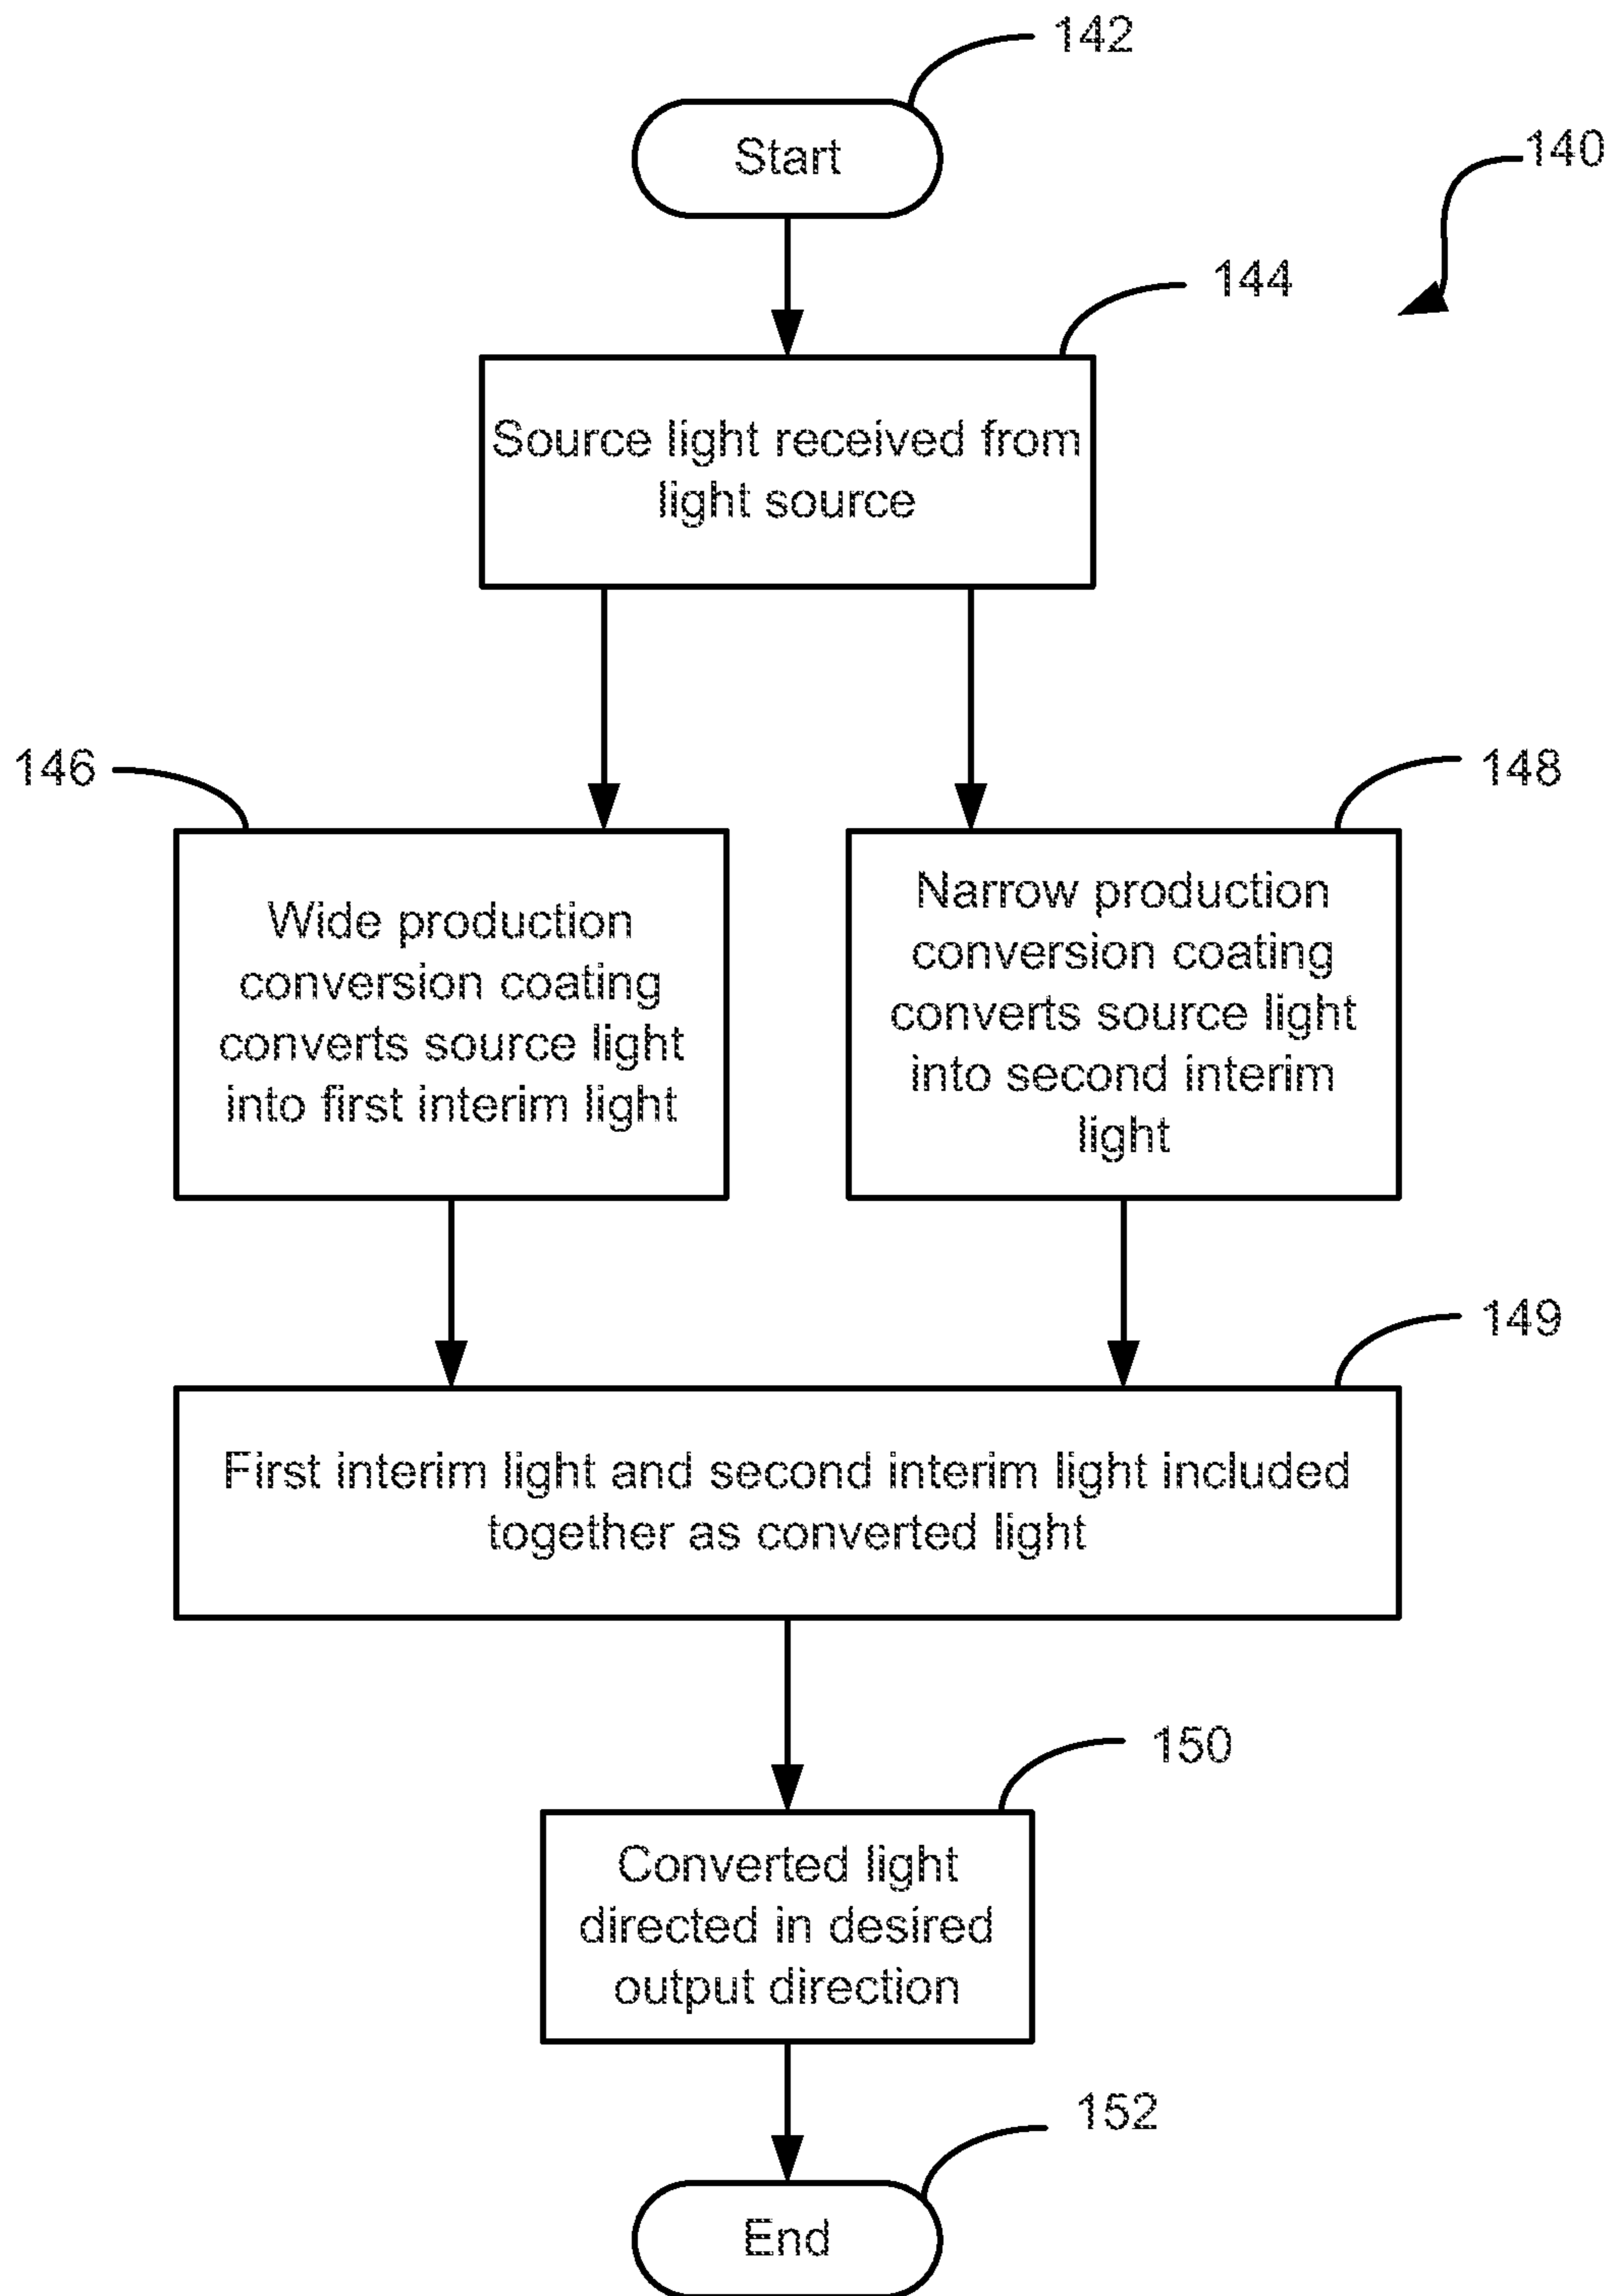 142
Start
140
144
Source light received from
light source
146
148
Wide production
conversion coating
converts source light
into first interim light
Narrow production
conversion coating
converts source light
into second interim
light
149
First interim light and second interim light included
together as converted light
150
Converted light
directed in desired
output direction
152
End